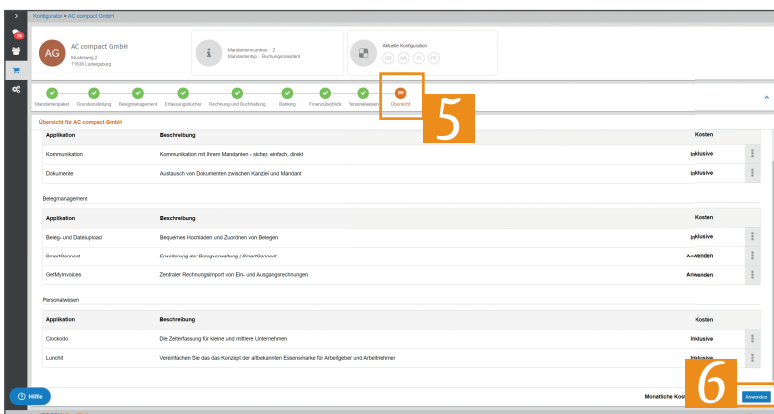 Konfigurator > AC compact GmbH
AG
AC compact GmbH
Musterweg 2
71638 Ludwigsburg
Mandantennummer : 2
Mandantentyp : Buchungsmandant
Aktuelle Konfiguration
Mandantenpaket Grundeinstellung Belegmanagement Erfassungsbücher Rechnung und Buchhaltung Banking Finanzüberblick Personalwesen Übersicht
5
Übersicht für AC compact GmbH
Applikation Beschreibung Kosten
Kommunikation Kommunikation mit Ihrem Mandanten - sicher, einfach, direkt Inklusive
Dokumente Austausch von Dokumenten zwischen Kanzlei und Mandant Inklusive
Belegmanagement
Applikation Beschreibung Kosten
Beleg- und Dateiupload Bequemes Hochladen und Zuordnen von Belegen Inklusive
Anwenden
GetMyInvoices Zentraler Rechnungsimport von Ein- und Ausgangsrechnungen Anwenden
Personalwesen
Applikation Beschreibung Kosten
Clockodo Die Zeiterfassung für kleine und mittlere Unternehmen Inklusive
Lunchit Vereinfachen Sie das das Konzept der altbekannten Essensmarke für Arbeitgeber und Arbeitnehmer Inklusive
6
Hilfe
Monatliche Anwenden